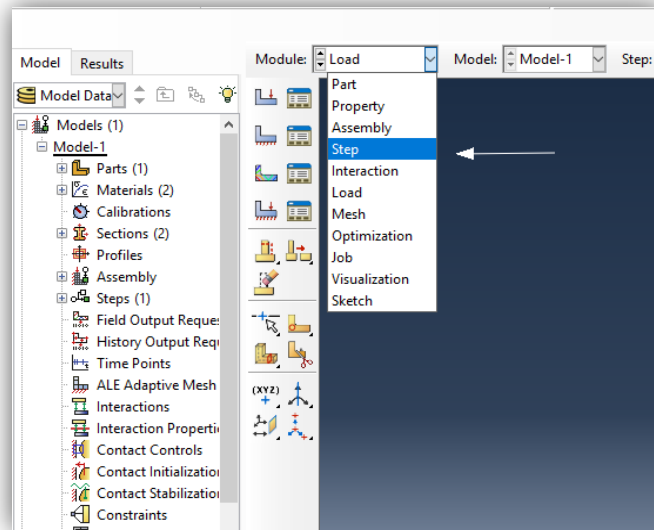 Model Results
Module: Load Model: Model-1 Step:
Model Data
Models (1)
Model-1
Parts (1)
Materials (2)
Calibrations
Sections (2)
Profiles
Assembly
Steps (1)
Field Output Reques
History Output Requ
Time Points
ALE Adaptive Mesh
Interactions
Interaction Properti
Contact Controls
Contact Initialization
Contact Stabilization
Constraints
Part
Property
Assembly
Step
Interaction
Load
Mesh
Optimization
Job
Visualization
Sketch
(XYZ)